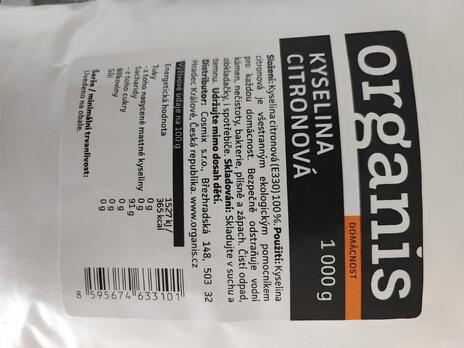 organis
DOMÁCNOST
KYSELINA
CITRONOVÁ
1 000 g
Složení: Kyselina citronová (E330) 100%. Použití: Kyselina
citronová je všestranným ekologickým pomocníkem
pro každou domácnost. Bezpečně odstraňuje vodní
kámen, nečistoty, bakterie, plísně a zápach. Čistí odpad,
obkladačky i spotřebiče. Skladování: Skladujte v suchu a
temnu. Udržujte mimo dosah dětí.
Distributor: Cosmix s.r.o., Březhradská 148, 503 32
Hradec Králové, Česká republika. www.organis.cz
Výživové údaje na 100 g
Energetická hodnota 1527 kJ/
365 kcal
Tuky 0 g
- z toho nasycené mastné kyseliny 0 g
Sacharidy 91 g
- z toho cukry 0 g
Bílkoviny 0 g
Sůl 0 g
Šarže / minimální trvanlivost:
Uvedeno na obale.
8 595674 633101